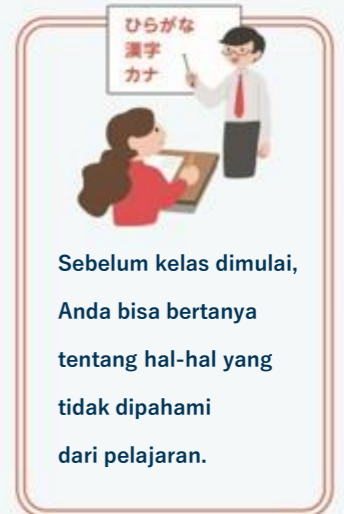 ひらがな
漢字
カナ
Sebelum kelas dimulai,
Anda bisa bertanya
tentang hal-hal yang
tidak dipahami
dari pelajaran.